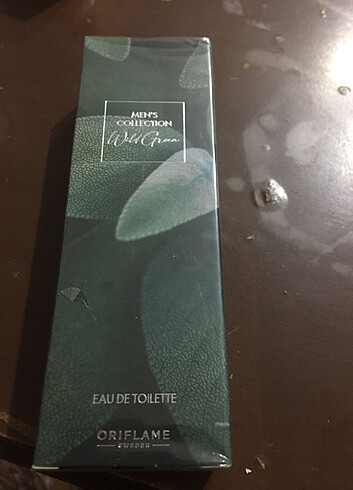 MEN'S
COLLECTION
Wild Green
EAU DE TOILETTE
ORIFLAME
SWEDEN